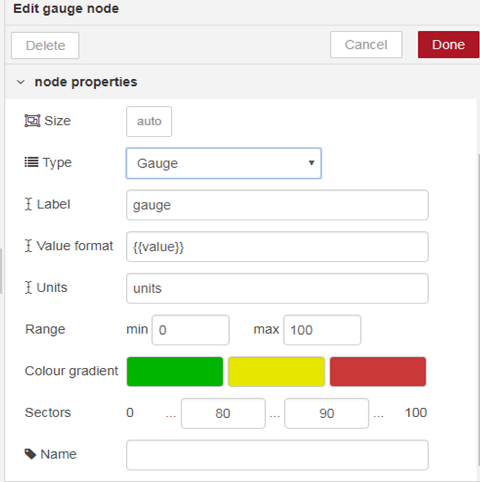 Edit gauge node
Delete Cancel Done
node properties
Size auto
Type Gauge
Label gauge
Value format {{value}}
Units units
Range min 0 max 100
Colour gradient
Sectors 0 ... 80 ... 90 ... 100
Name